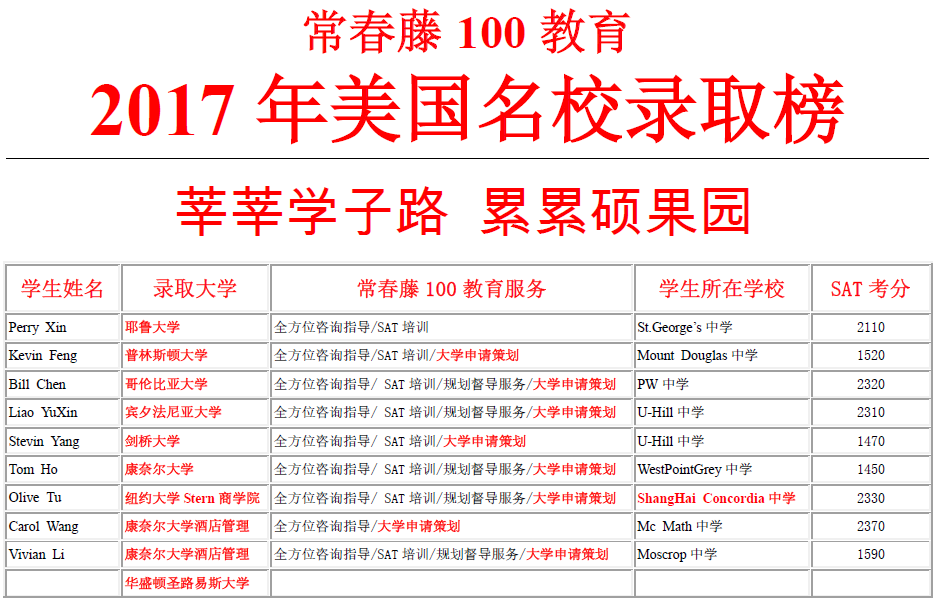 常春藤 100 教育
2017 年美国名校录取榜
莘莘学子路 累累硕果园
学生姓名 录取大学 常春藤 100 教育服务 学生所在学校 SAT 考分
Perry Xin 耶鲁大学 全方位咨询指导/SAT 培训 St.George’s 中学 2110
Kevin Feng 普林斯顿大学 全方位咨询指导/SAT 培训/大学申请策划 Mount Douglas 中学 1520
Bill Chen 哥伦比亚大学 全方位咨询指导/ SAT 培训/规划督导服务/大学申请策划 PW 中学 2320
Liao YuXin 宾夕法尼亚大学 全方位咨询指导/ SAT 培训/规划督导服务/大学申请策划 U-Hill 中学 2310
Stevin Yang 剑桥大学 全方位咨询指导/ SAT 培训/大学申请策划 U-Hill 中学 1470
Tom Ho 康奈尔大学 全方位咨询指导/ SAT 培训/规划督导服务/大学申请策划 WestPointGrey 中学 1450
Olive Tu 纽约大学 Stern 商学院 全方位咨询指导/ SAT 培训/规划督导服务/大学申请策划 ShangHai Concordia 中学 2330
Carol Wang 康奈尔大学酒店管理 全方位咨询指导/大学申请策划 Mc Math 中学 2370
Vivian Li 康奈尔大学酒店管理 全方位咨询指导/SAT 培训/规划督导服务/大学申请策划 Moscrop 中学 1590
华盛顿圣路易斯大学